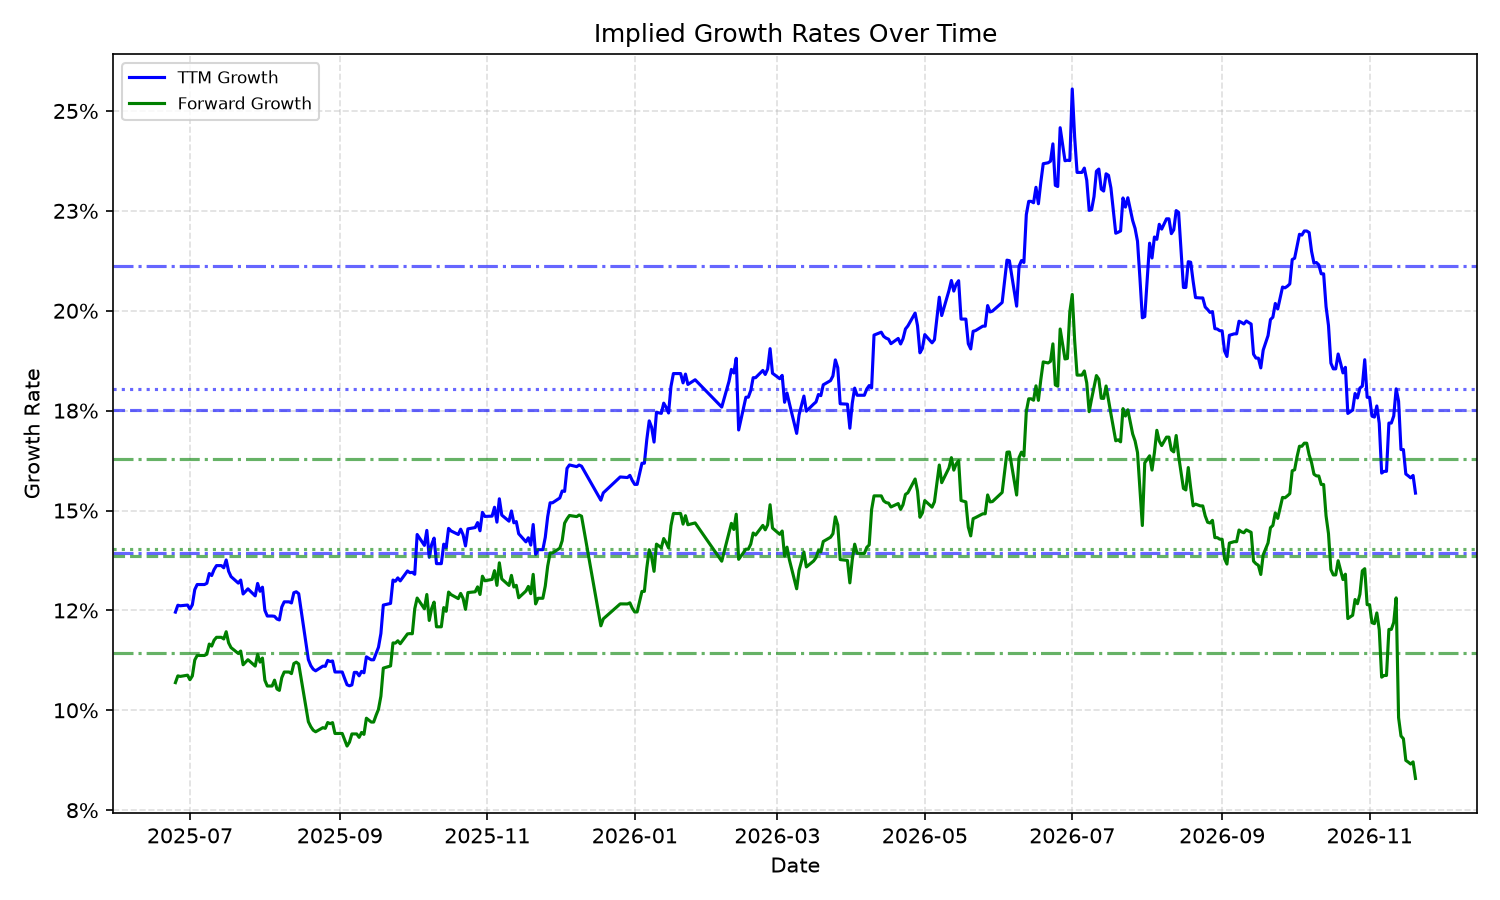 Implied Growth Rates Over Time
TTM Growth
Forward Growth
25%
23%
20%
18%
15%
12%
10%
8%
Growth Rate
2025-07 2025-09 2025-11 2026-01 2026-03 2026-05 2026-07 2026-09 2026-11
Date